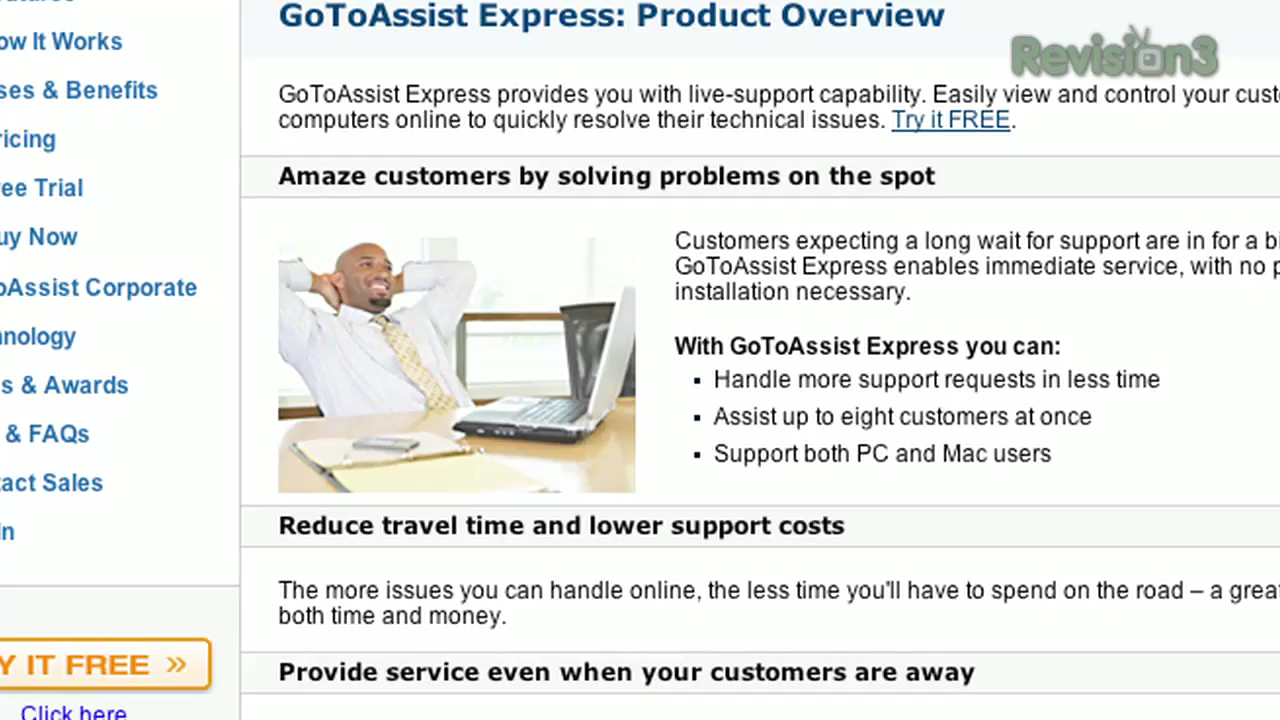 GoToAssist Express: Product Overview
Revision3
ow It Works
ses & Benefits
ricing
ree Trial
uy Now
oAssist Corporate
nology
s & Awards
& FAQs
tact Sales
In
Y IT FREE »
Click here
GoToAssist Express provides you with live-support capability. Easily view and control your cust
computers online to quickly resolve their technical issues. Try it FREE.
Amaze customers by solving problems on the spot
Customers expecting a long wait for support are in for a bi
GoToAssist Express enables immediate service, with no p
installation necessary.
With GoToAssist Express you can:
▪ Handle more support requests in less time
▪ Assist up to eight customers at once
▪ Support both PC and Mac users
Reduce travel time and lower support costs
The more issues you can handle online, the less time you'll have to spend on the road – a great
both time and money.
Provide service even when your customers are away